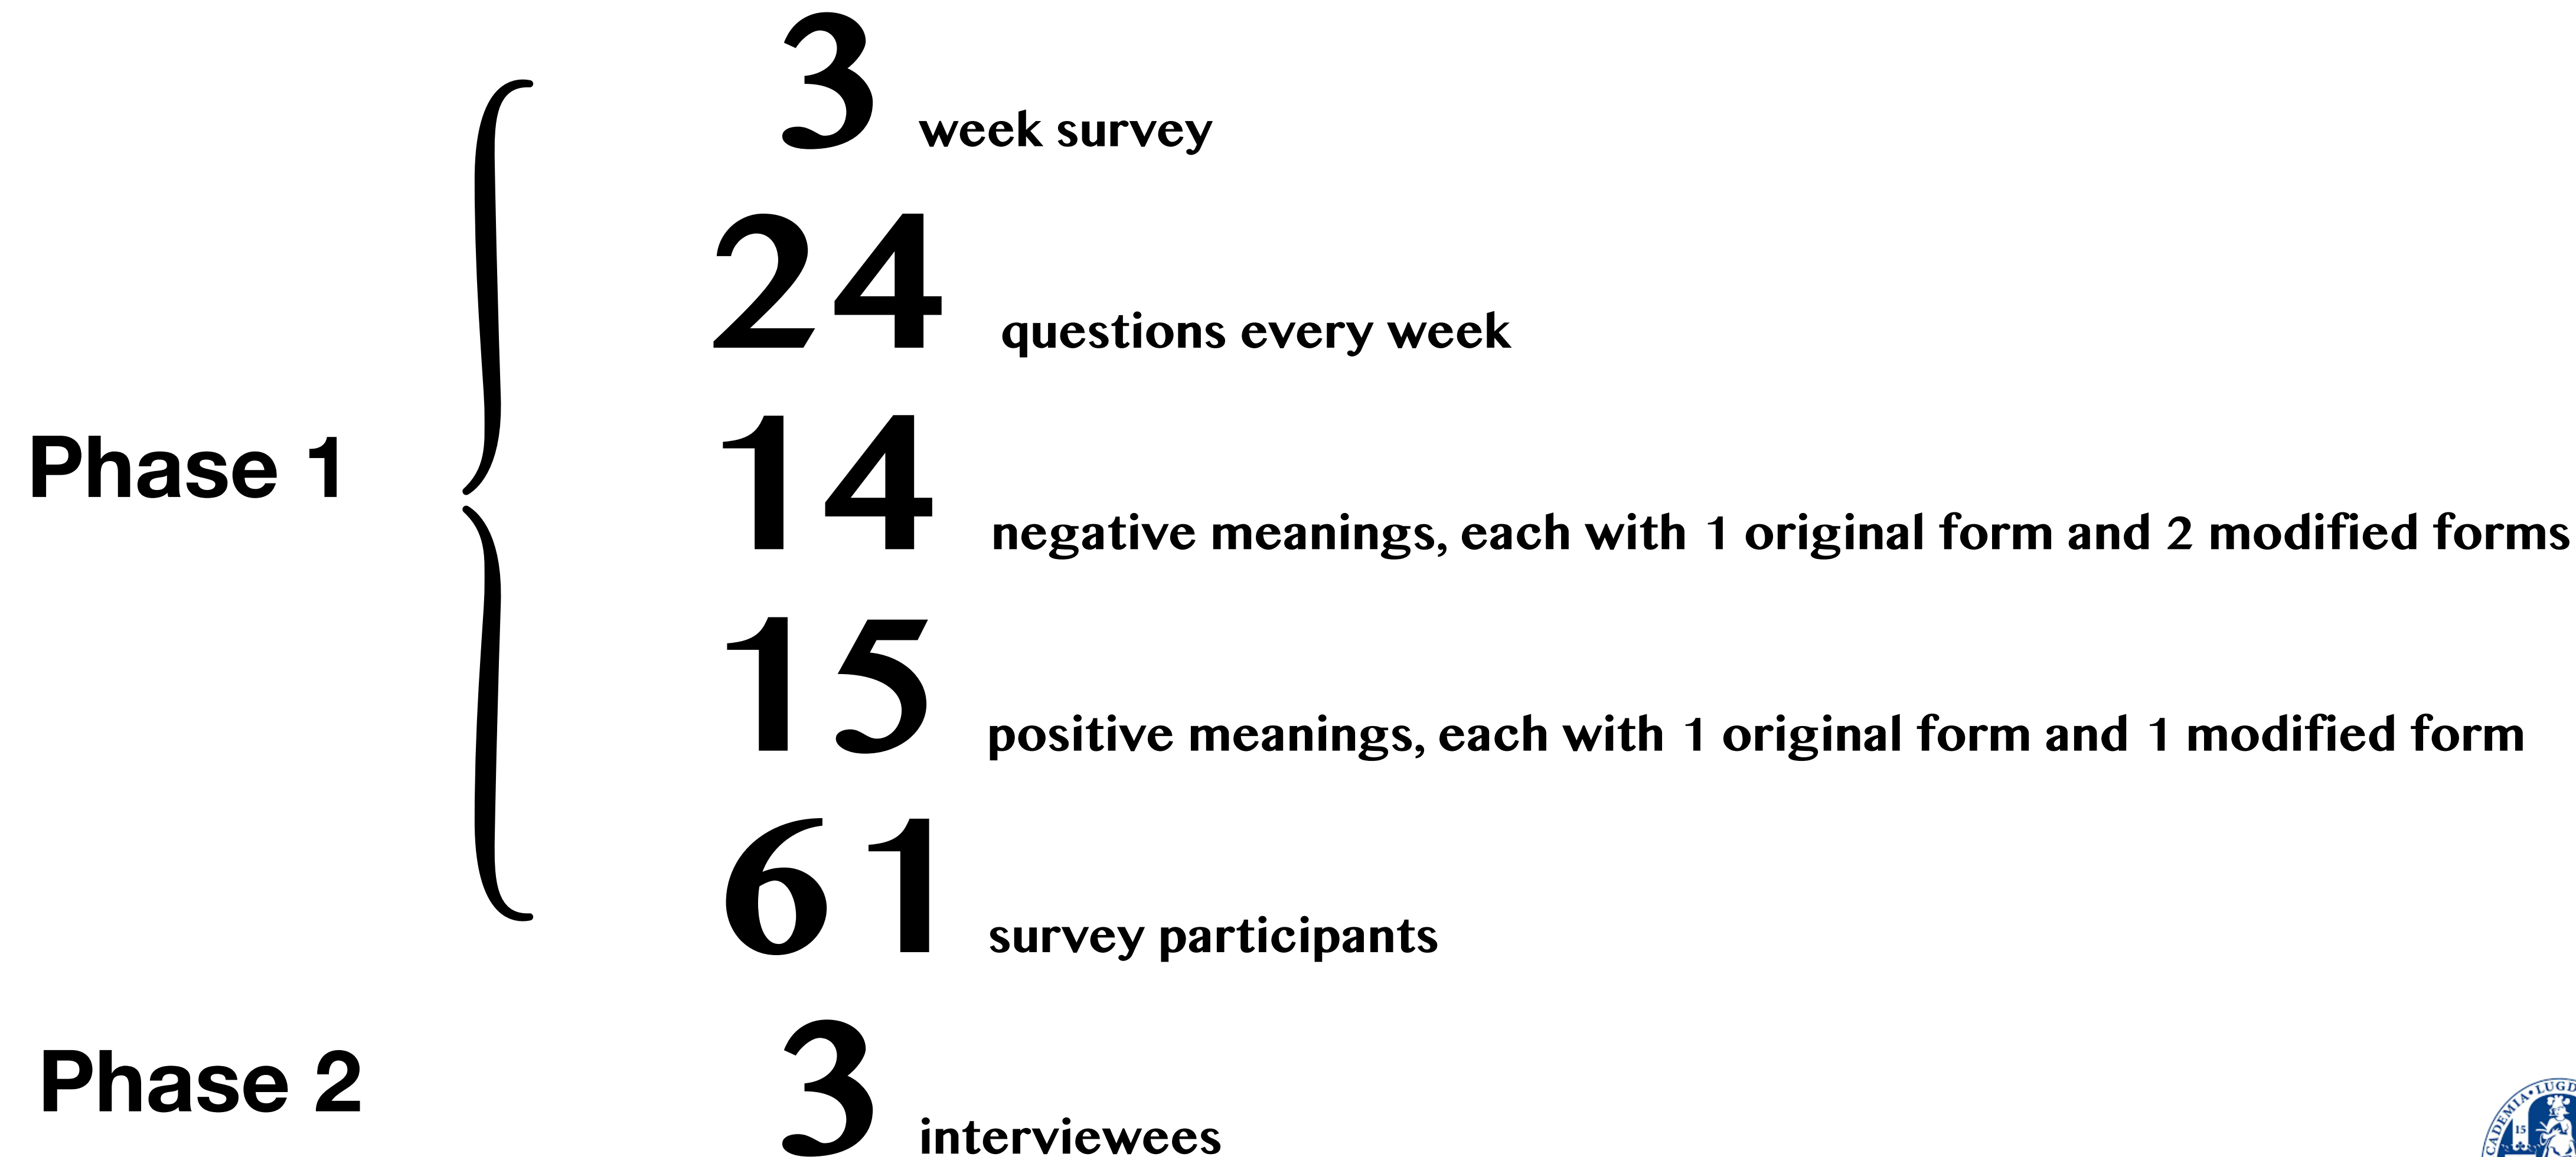 3 week survey
24 questions every week
14 negative meanings, each with 1 original form and 2 modified forms
Phase 1
15 positive meanings, each with 1 original form and 1 modified form
61 survey participants
Phase 2
3 interviewees
15